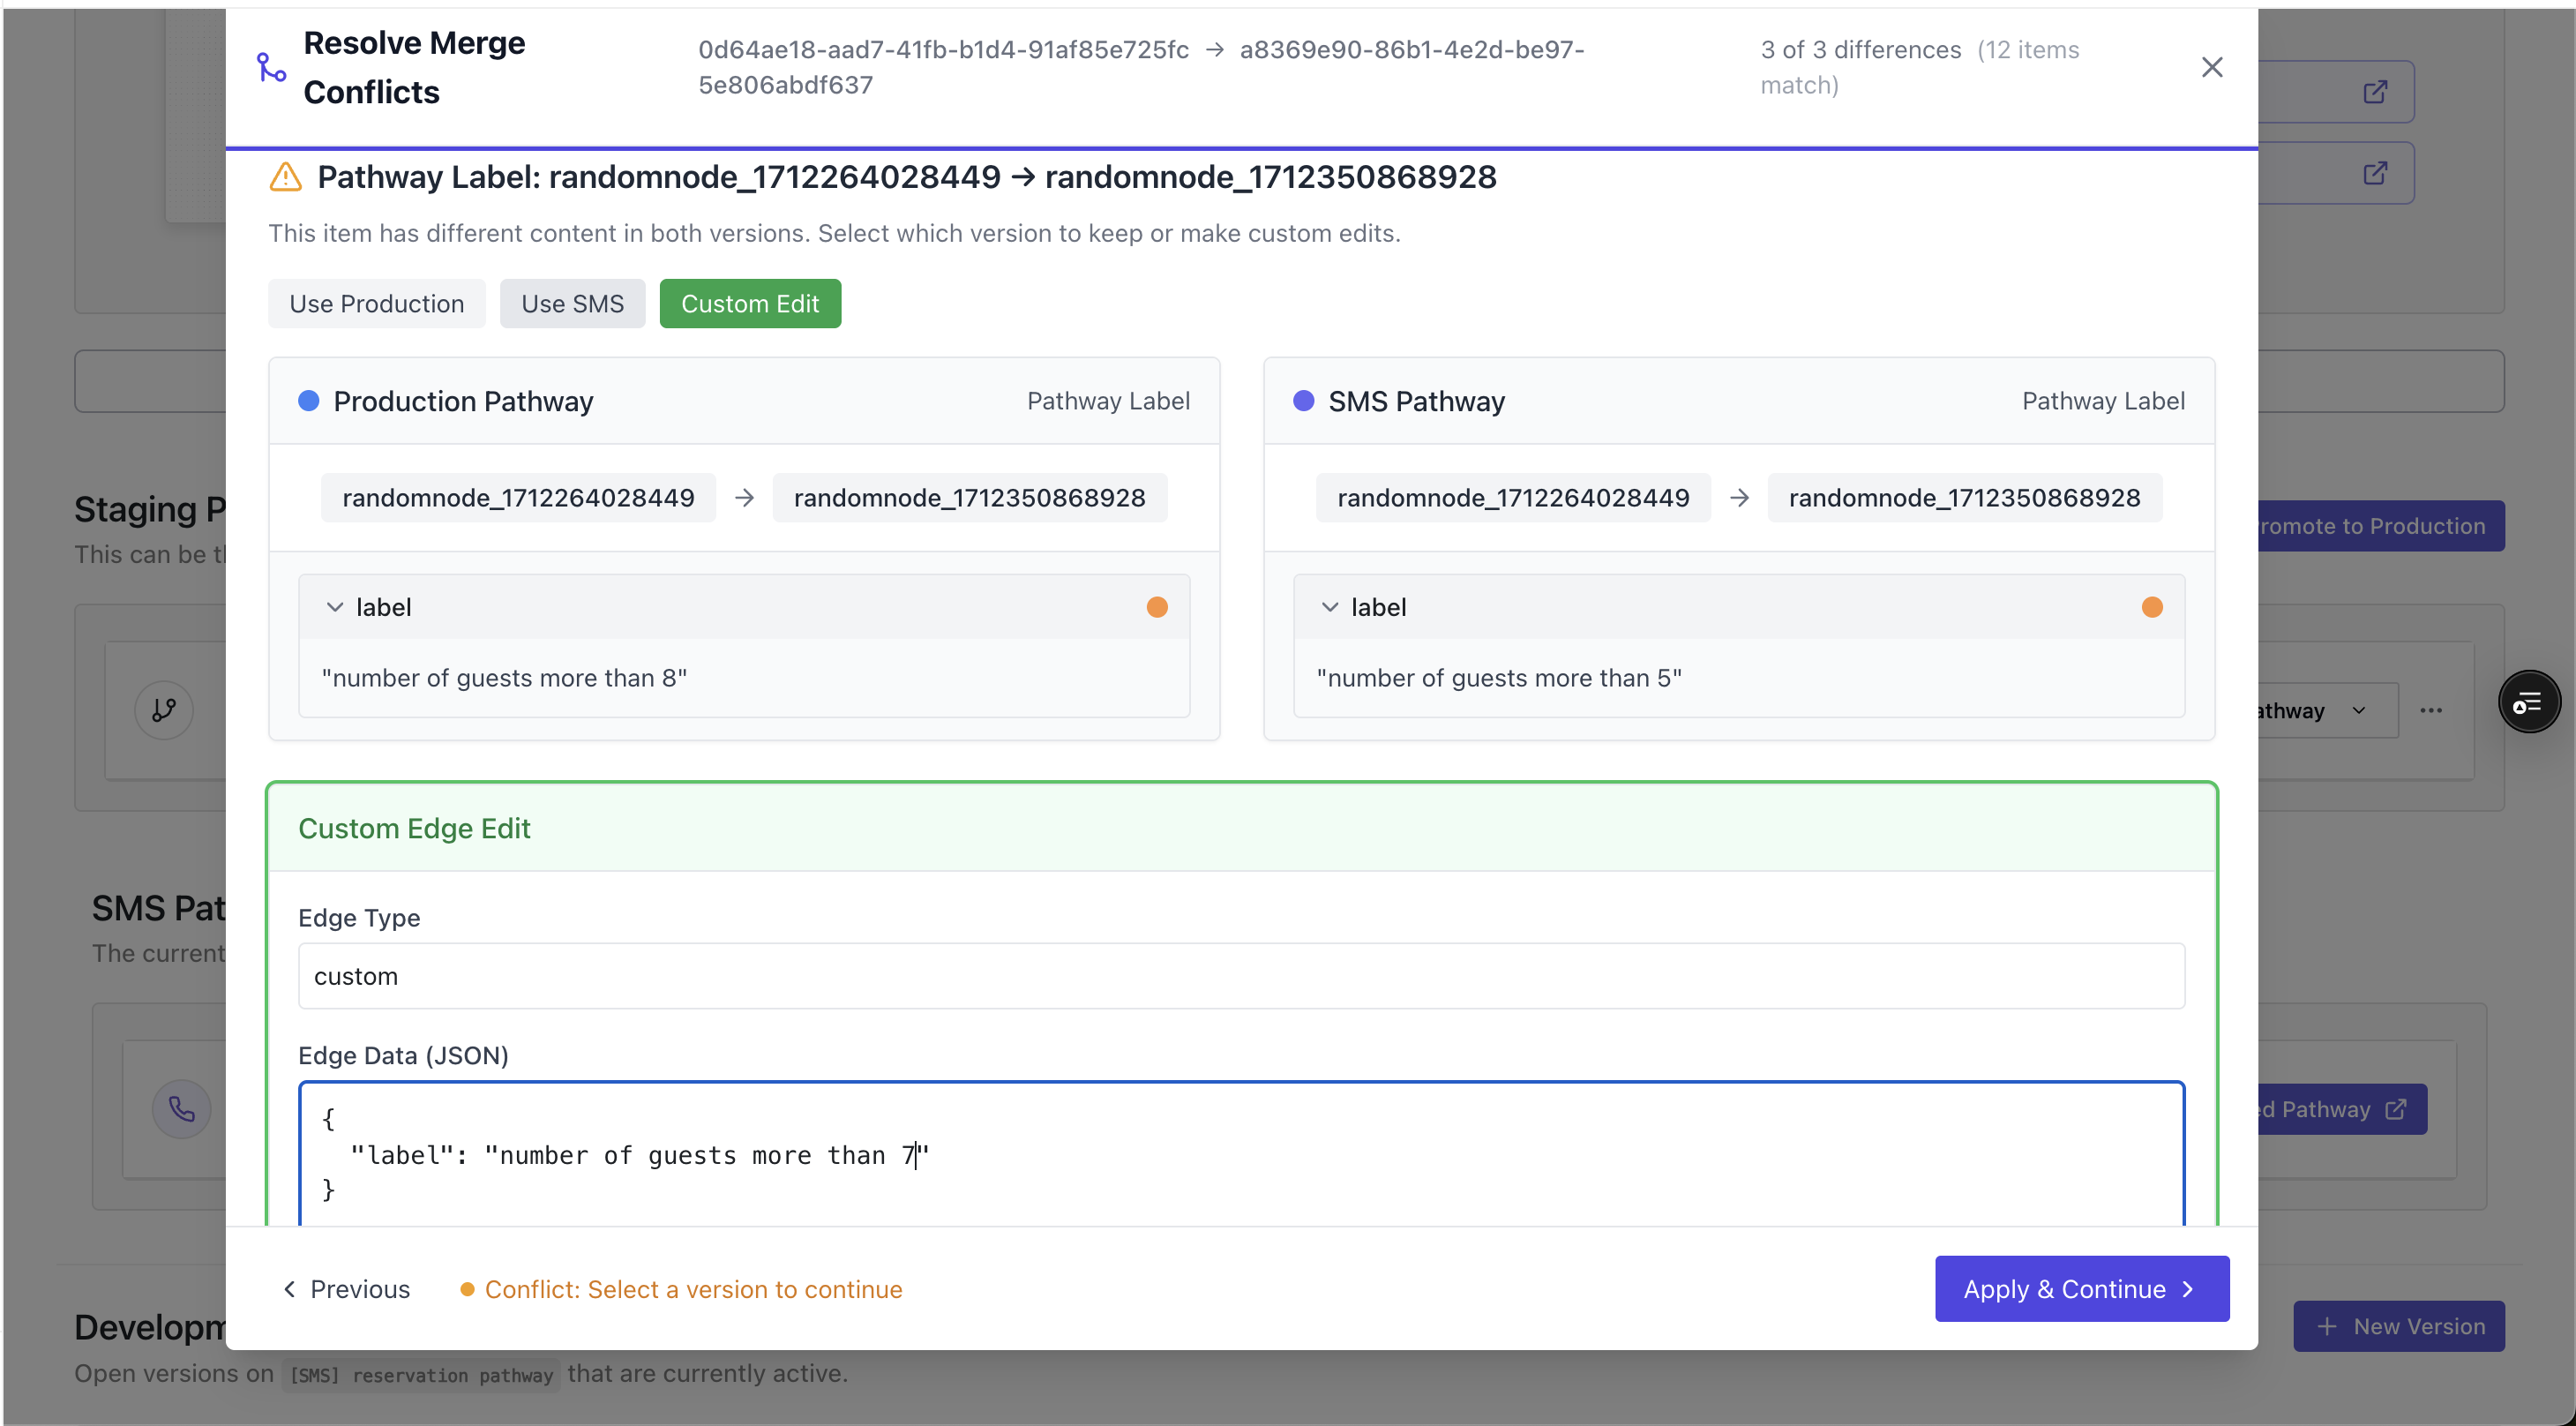 Resolve Merge
Conflicts
0d64ae18-aad7-41fb-b1d4-91af85e725fc → a8369e90-86b1-4e2d-be97-
5e806abdf637
3 of 3 differences (12 items
match)
Pathway Label: randomnode_1712264028449 → randomnode_1712350868928
This item has different content in both versions. Select which version to keep or make custom edits.
Use Production
Use SMS
Custom Edit
Production Pathway
Pathway Label
randomnode_1712264028449 → randomnode_1712350868928
label
"number of guests more than 8"
SMS Pathway
Pathway Label
randomnode_1712264028449 → randomnode_1712350868928
label
"number of guests more than 5"
Custom Edge Edit
Edge Type
custom
Edge Data (JSON)
{
"label": "number of guests more than 7"
}
Previous
Conflict: Select a version to continue
Apply & Continue
Staging P
This can be t
romote to Production
athway
SMS Pat
The current
ed Pathway
Developm
Open versions on [SMS] reservation pathway that are currently active.
+ New Version